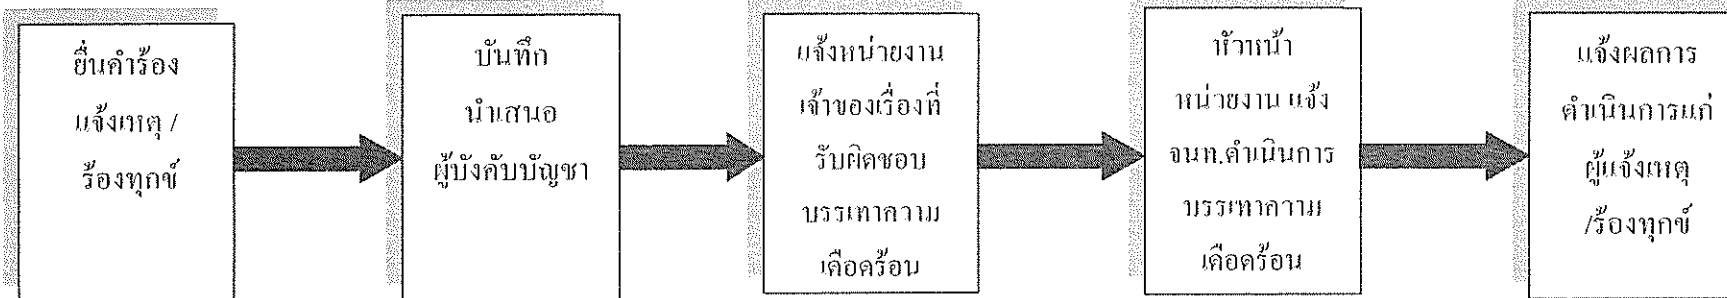 ยื่นคำร้อง
แจ้งเหตุ /
ร้องทุกข์
บันทึก
นำเสนอ
ผู้บังคับบัญชา
แจ้งหน่วยงาน
เจ้าของเรื่องที่
รับผิดชอบ
บรรเทาความ
เดือดร้อน
หัวหน้า
หน่วยงาน แจ้ง
จนท.ดำเนินการ
บรรเทาความ
เดือดร้อน
แจ้งผลการ
ดำเนินการแก่
ผู้แจ้งเหตุ
/ร้องทุกข์